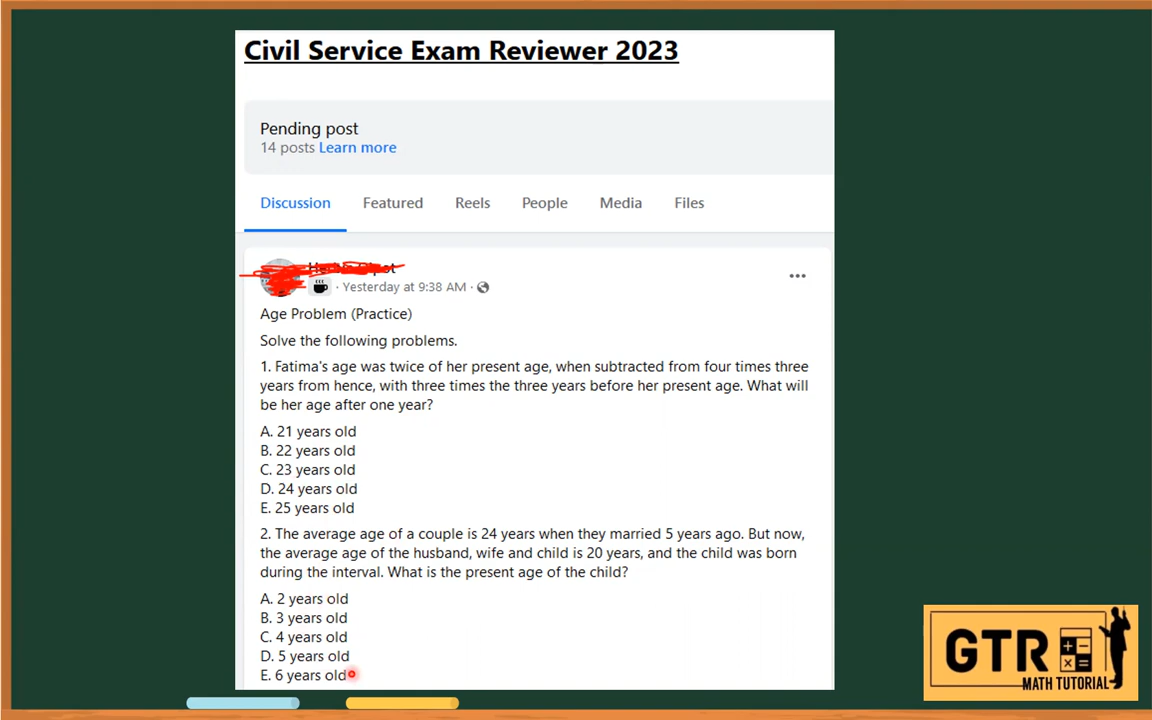 Civil Service Exam Reviewer 2023
Pending post
14 posts Learn more
Discussion Featured Reels People Media Files
Yesterday at 9:38 AM
Age Problem (Practice)
Solve the following problems.
1. Fatima's age was twice of her present age, when subtracted from four times three
years from hence, with three times the three years before her present age. What will
be her age after one year?
A. 21 years old
B. 22 years old
C. 23 years old
D. 24 years old
E. 25 years old
2. The average age of a couple is 24 years when they married 5 years ago. But now,
the average age of the husband, wife and child is 20 years, and the child was born
during the interval. What is the present age of the child?
A. 2 years old
B. 3 years old
C. 4 years old
D. 5 years old
E. 6 years old
GTR
MATH TUTORIAL